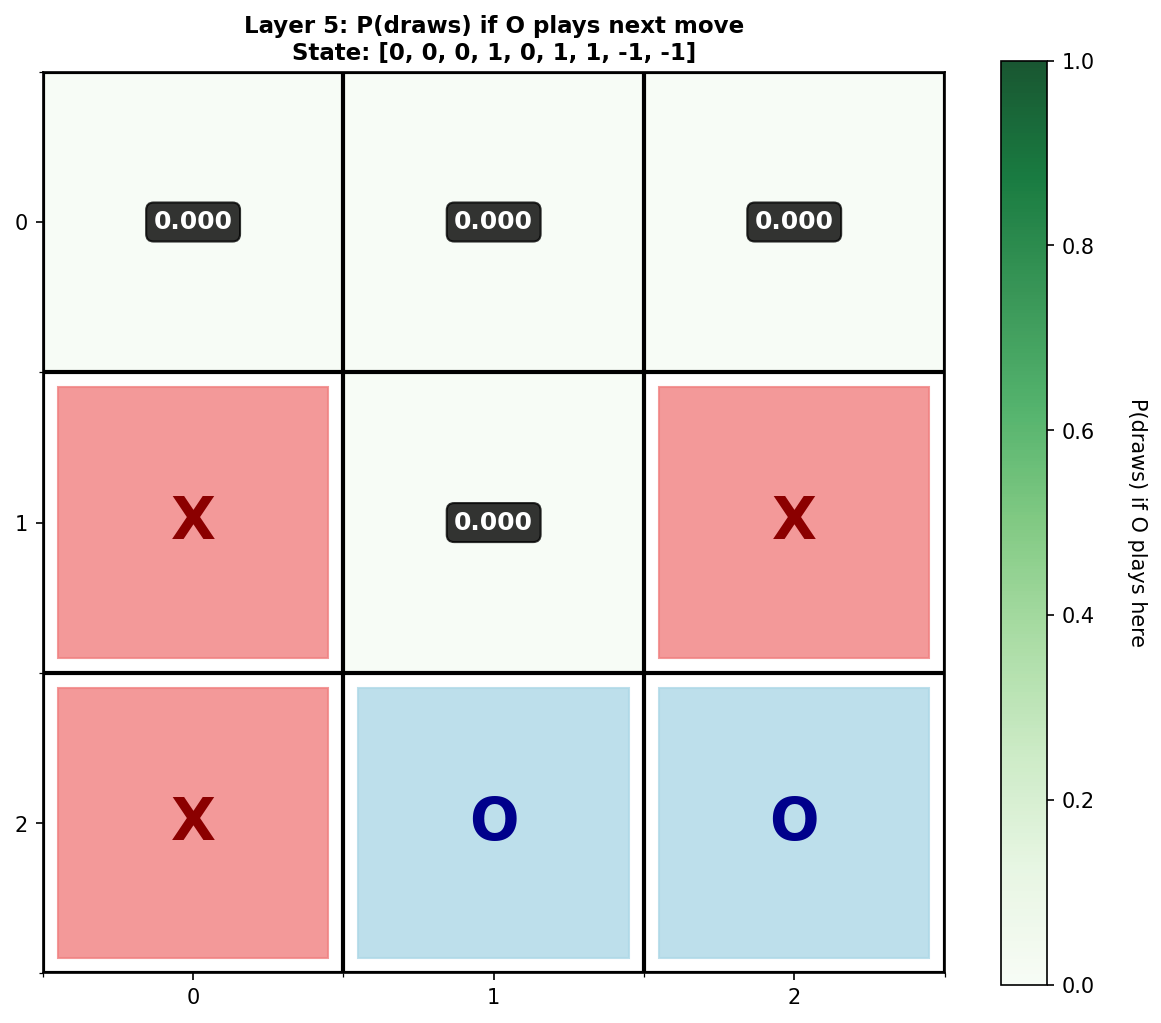 Layer 5: P(draws) if O plays next move
State: [0, 0, 0, 1, 0, 1, 1, -1, -1]
0
0.000
0.000
0.000
1
X
0.000
X
2
X
O
O
0
1
2
1.0
0.8
0.6
0.4
0.2
0.0
P(draws) if O plays here